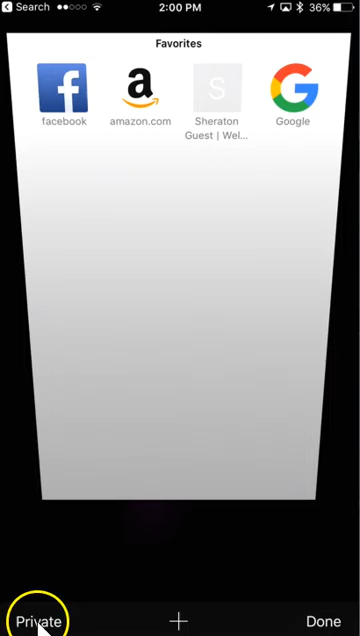 Search 2:00 PM 36%
Favorites
facebook amazon.com Sheraton Google
Guest | Wel...
Private + Done